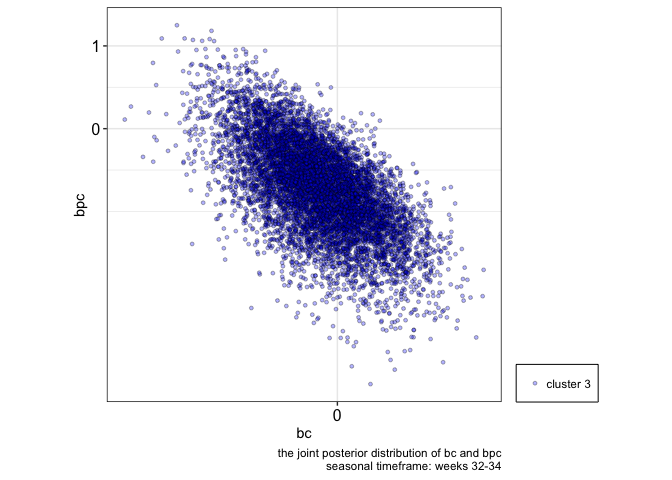 1
0
bpc
0
bc
cluster 3
the joint posterior distribution of bc and bpc
seasonal timeframe: weeks 32-34